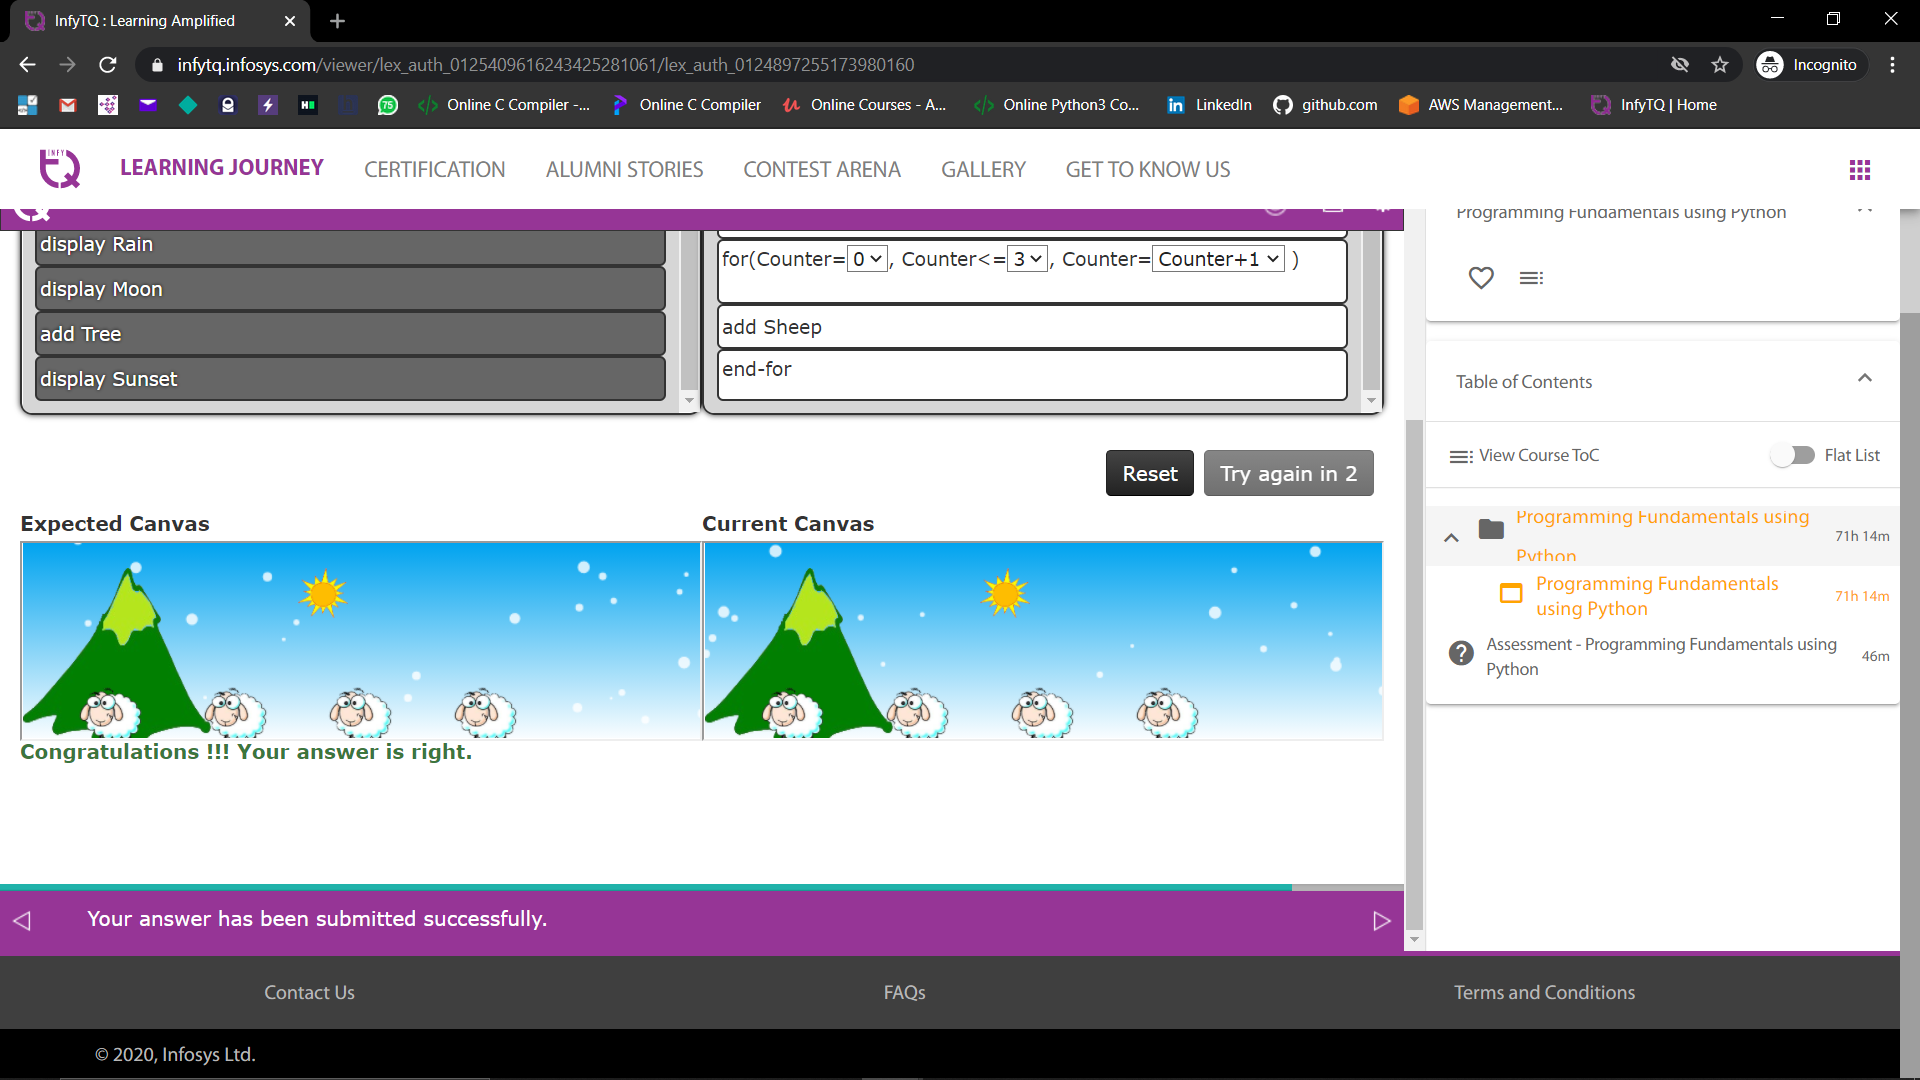 InfyTQ : Learning Amplified
infytq.infosys.com/viewer/lex_auth_0125409616243425281061/lex_auth_0124897255173980160
Incognito
75
Online C Compiler -...
Online C Compiler
Online Courses - A...
Online Python3 Co...
LinkedIn
github.com
AWS Management...
InfyTQ | Home
INFY
TQ
LEARNING JOURNEY
CERTIFICATION
ALUMNI STORIES
CONTEST ARENA
GALLERY
GET TO KNOW US
display Rain
display Moon
add Tree
display Sunset
for(Counter= 0 , Counter<= 3 , Counter= Counter+1 )
add Sheep
end-for
Reset
Try again in 2
Expected Canvas
Current Canvas
Congratulations !!! Your answer is right.
Your answer has been submitted successfully.
Programming Fundamentals using Python
Table of Contents
View Course ToC
Flat List
Programming Fundamentals using
Python
71h 14m
Programming Fundamentals
using Python
71h 14m
Assessment - Programming Fundamentals using
Python
46m
Contact Us
FAQs
Terms and Conditions
© 2020, Infosys Ltd.